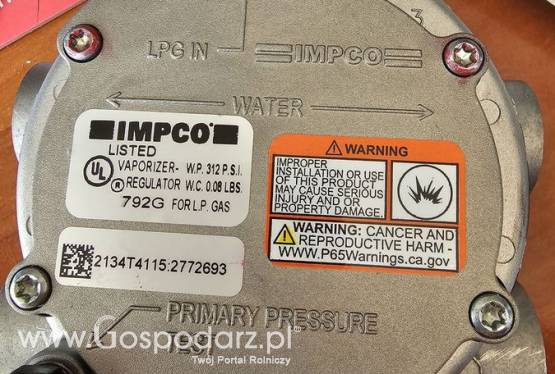 3
LPG IN
IMPCO
WATER
IMPCO
LISTED
UL
VAPORIZER- W.P. 312 P.S.I.
® REGULATOR W.C. 0.08 LBS.
792G FOR L.P. GAS
WARNING
IMPROPER
INSTALLATION OR USE
OF THIS PRODUCT
MAY CAUSE SERIOUS
INJURY AND OR
PROPERTY DAMAGE.
WARNING: CANCER AND
REPRODUCTIVE HARM -
WWW.P65Warnings.ca.gov
2134T4115:2772693
PRIMARY PRESSURE
TEST
www.Gospodarz.pl
Twój Portal Rolniczy